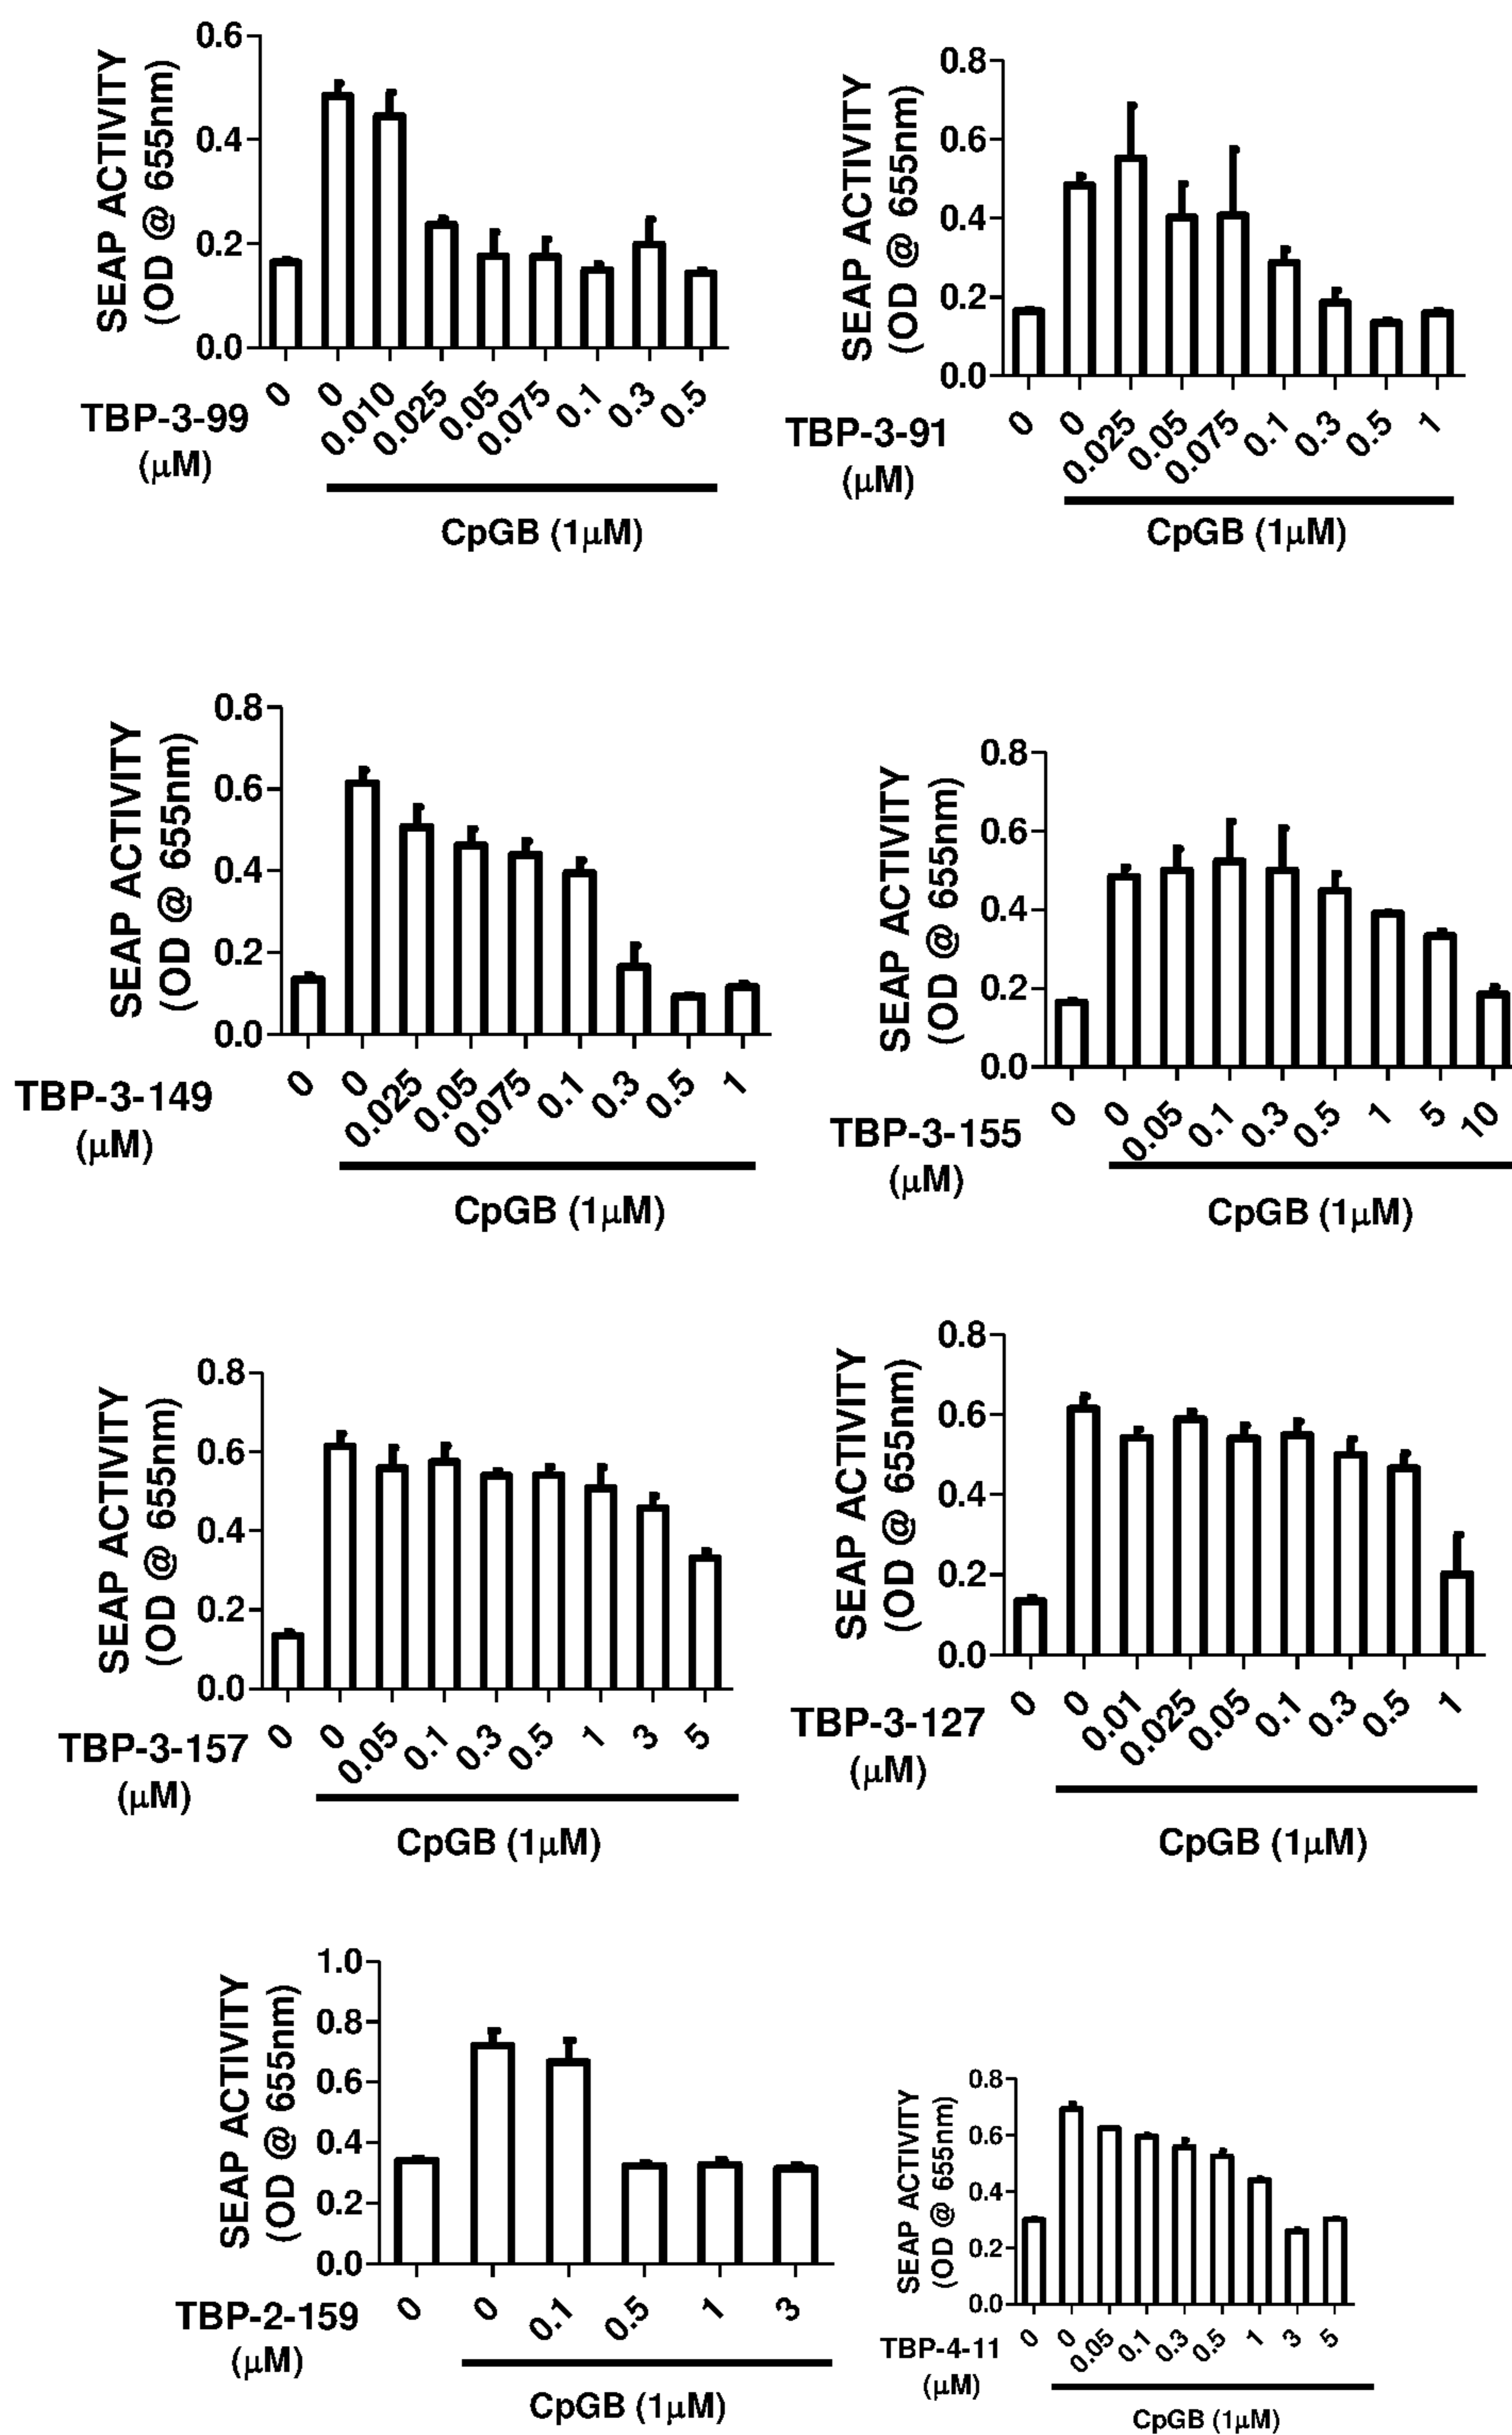 SEAP ACTIVITY
(OD @ 655nm)
0.6
0.4
0.2
0.0
0 0 0.010 0.025 0.05 0.075 0.1 0.3 0.5
TBP-3-99
(μM)
CpGB (1μM)
SEAP ACTIVITY
(OD @ 655nm)
0.8
0.6
0.4
0.2
0.0
0 0 0.025 0.05 0.075 0.1 0.3 0.5 1
TBP-3-91
(μM)
CpGB (1μM)
SEAP ACTIVITY
(OD @ 655nm)
0.8
0.6
0.4
0.2
0.0
0 0 0.025 0.05 0.075 0.1 0.3 0.5 1
TBP-3-149
(μM)
CpGB (1μM)
SEAP ACTIVITY
(OD @ 655nm)
0.8
0.6
0.4
0.2
0.0
0 0 0.05 0.1 0.3 0.5 1 5 10
TBP-3-155
(μM)
CpGB (1μM)
SEAP ACTIVITY
(OD @ 655nm)
0.8
0.6
0.4
0.2
0.0
0 0 0.05 0.1 0.3 0.5 1 3 5
TBP-3-157
(μM)
CpGB (1μM)
SEAP ACTIVITY
(OD @ 655nm)
0.8
0.6
0.4
0.2
0.0
0 0 0.01 0.025 0.05 0.1 0.3 0.5 1
TBP-3-127
(μM)
CpGB (1μM)
SEAP ACTIVITY
(OD @ 655nm)
1.0
0.8
0.6
0.4
0.2
0.0
0 0 0.1 0.5 1 3
TBP-2-159
(μM)
CpGB (1μM)
SEAP ACTIVITY
(OD @ 655nm)
0.8
0.6
0.4
0.2
0.0
0 0 0.05 0.1 0.3 0.5 1 3 5
TBP-4-11
(μM)
CpGB (1μM)